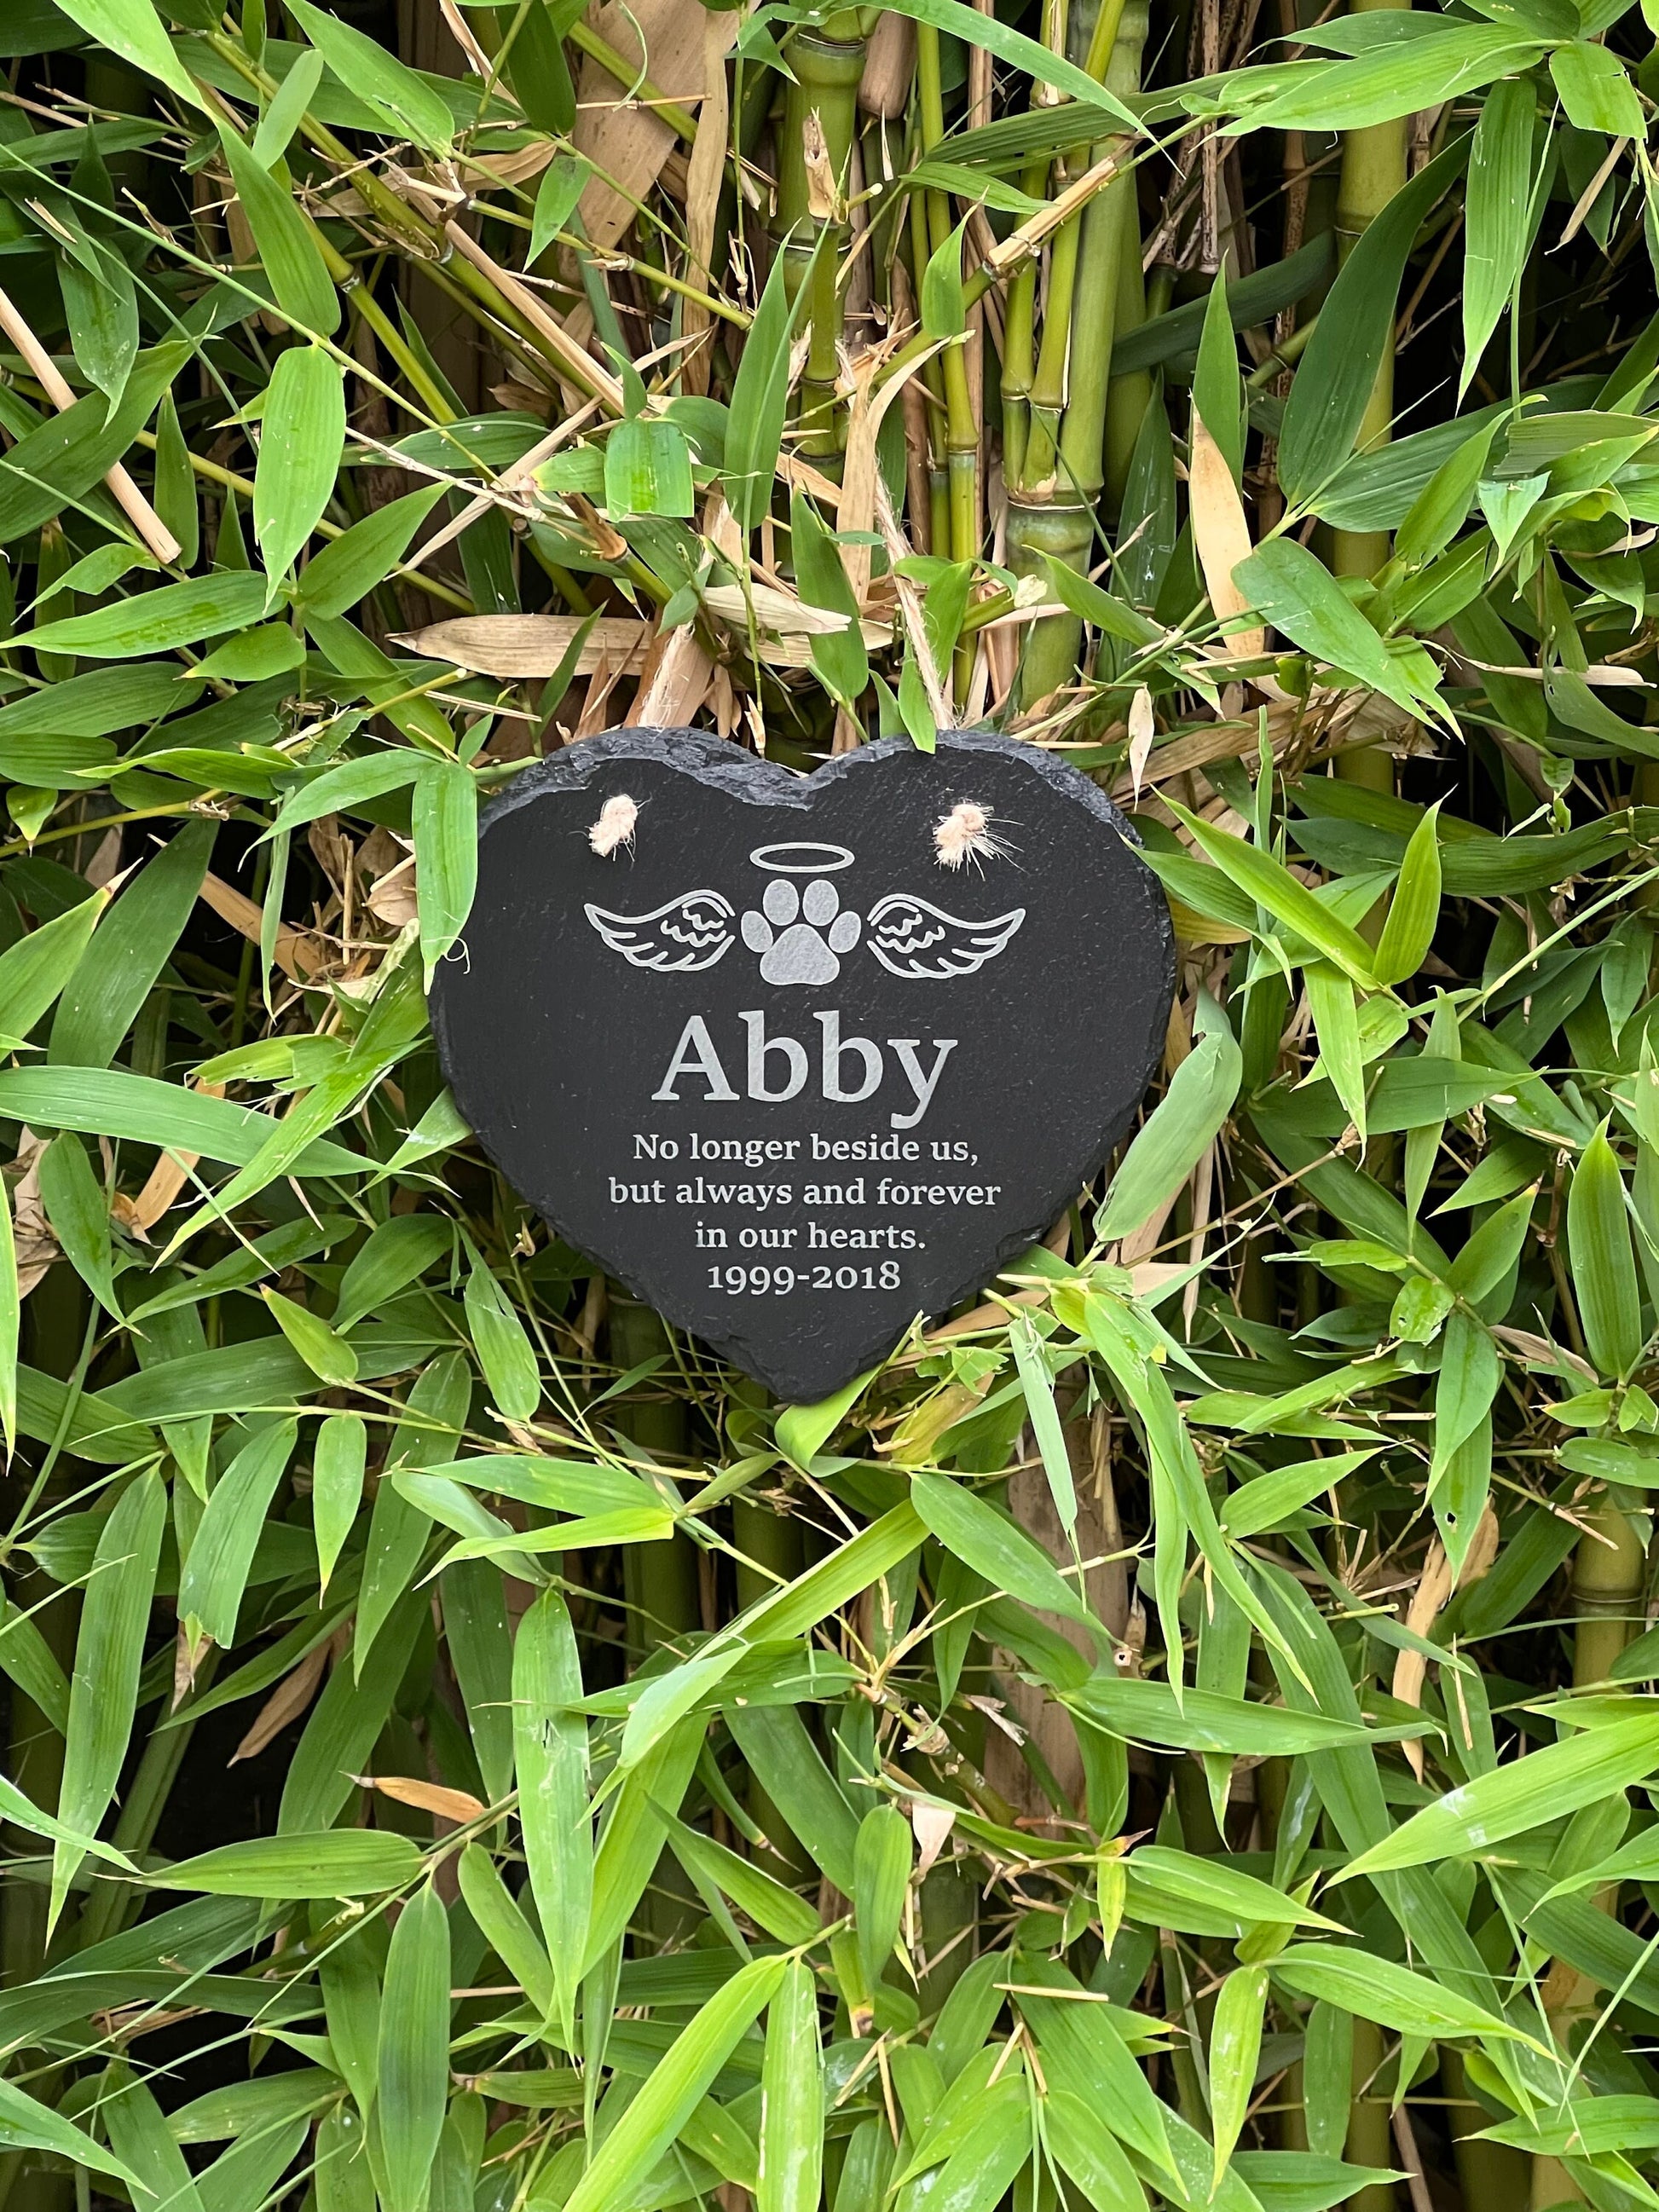 Abby
No longer beside us,
but always and forever
in our hearts.
1999-2018